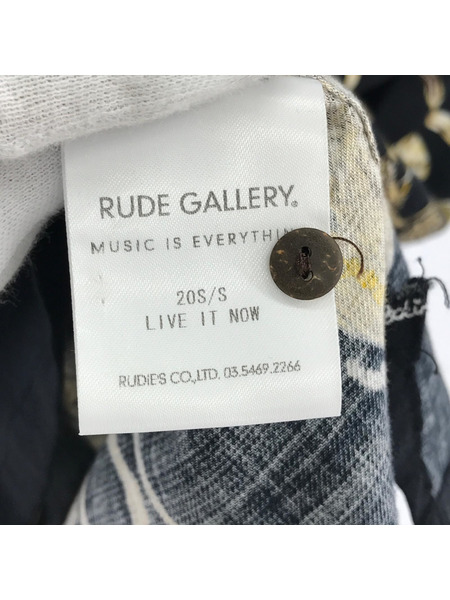 RUDE GALLERY®
MUSIC IS EVERYTHIN
20S/S
LIVE IT NOW
RUDIE'S CO.,LTD. 03.5469.2266